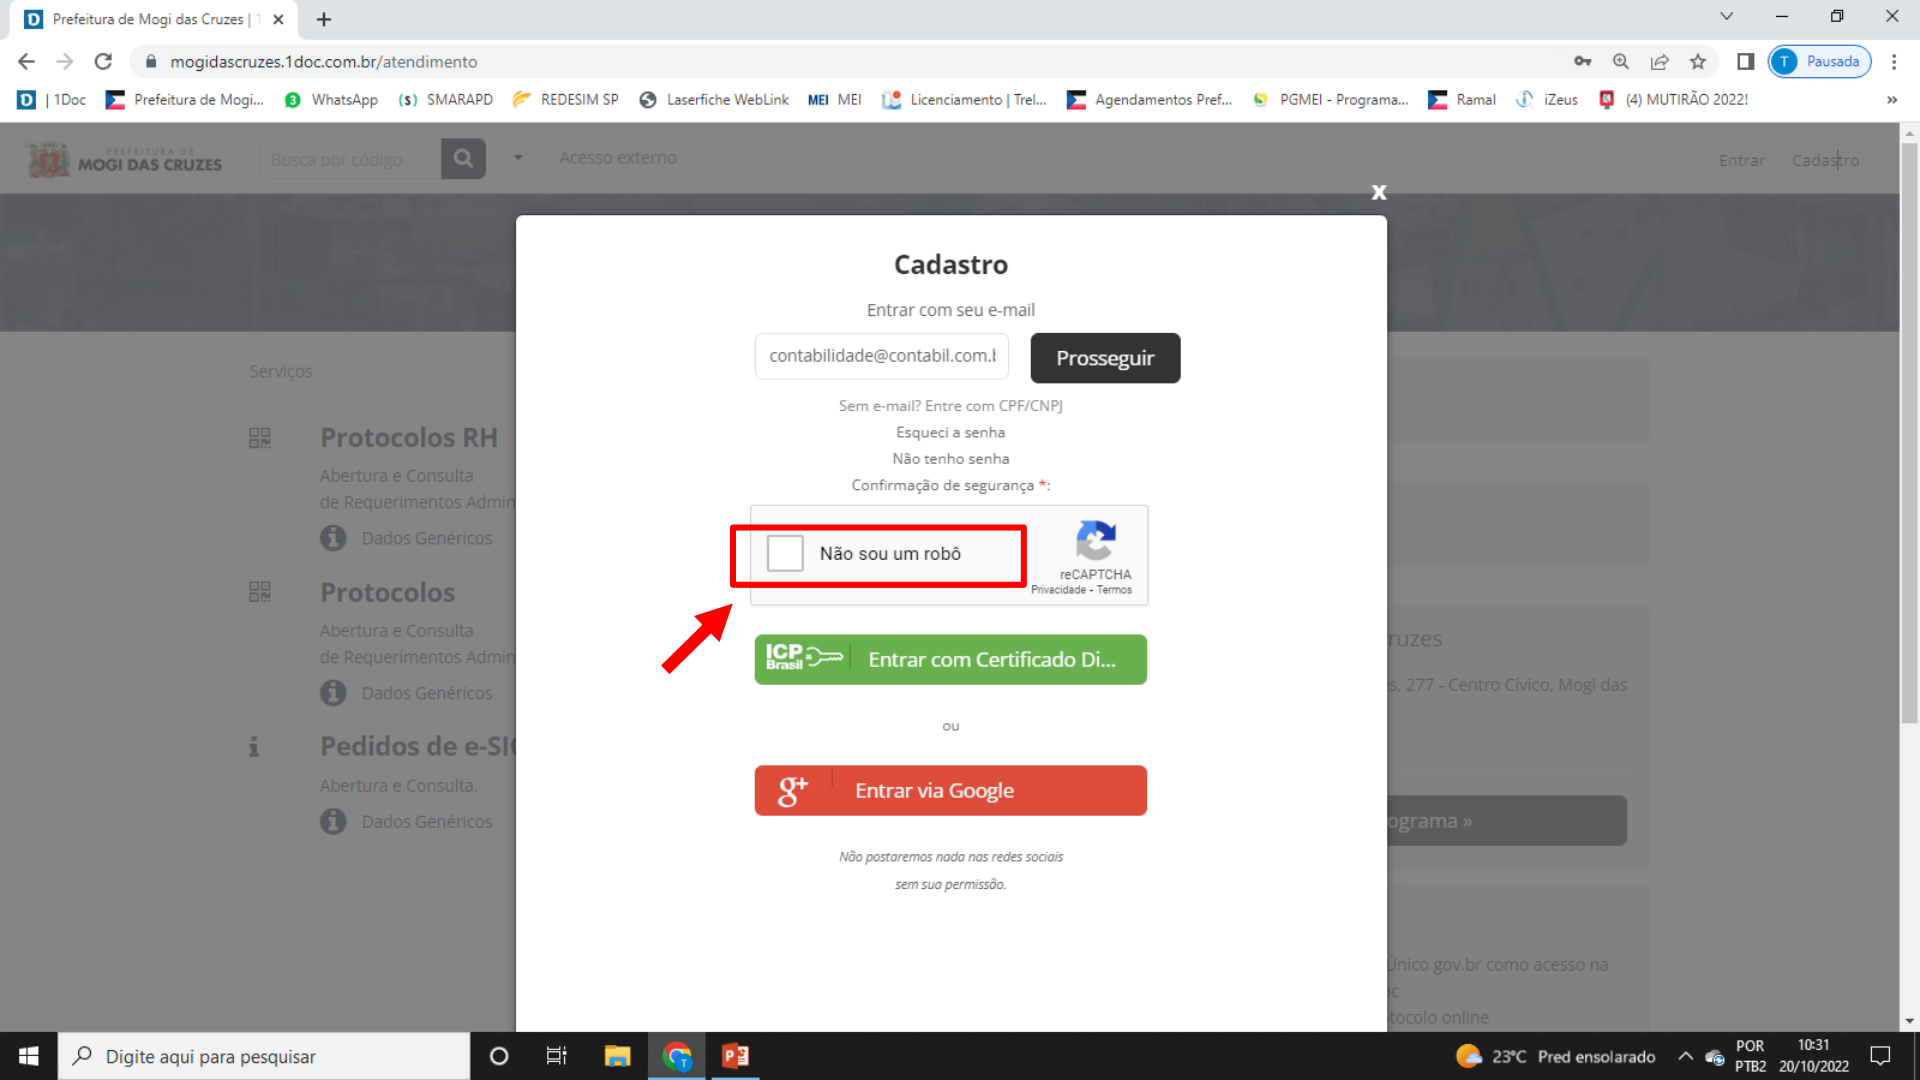 Prefeitura de Mogi das Cruzes |
mogidascruzes.1doc.com.br/atendimento
T Pausada
| 1Doc Prefeitura de Mogi... 3 WhatsApp (s) SMARAPD REDESIM SP Laserfiche WebLink MEI MEI Licenciamento | Trel... Agendamentos Pref... PGMEI - Programa... Ramal iZeus (4) MUTIRÃO 2022! »
PREFEITURA DE
MOGI DAS CRUZES
Busca por código
Acesso externo
Entrar Cadastro
x
Cadastro
Entrar com seu e-mail
contabilidade@contabil.com.b
Prosseguir
Sem e-mail? Entre com CPF/CNPJ
Esqueci a senha
Não tenho senha
Confirmação de segurança *:
Não sou um robô
reCAPTCHA
Privacidade - Termos
ICP
Brasil
Entrar com Certificado Di...
ou
g+ Entrar via Google
Não postaremos nada nas redes sociais
sem sua permissão.
Serviços
Protocolos RH
Abertura e Consulta
de Requerimentos Admin
Dados Genéricos
Protocolos
Abertura e Consulta
de Requerimentos Admin
Dados Genéricos
Pedidos de e-SIC
Abertura e Consulta.
Dados Genéricos
ruzes
s, 277 - Centro Cívico, Mogi das
ograma »
Único gov.br como acesso na
oc
tocolo online
Digite aqui para pesquisar
23°C Pred ensolarado
POR
PTB2
10:31
20/10/2022